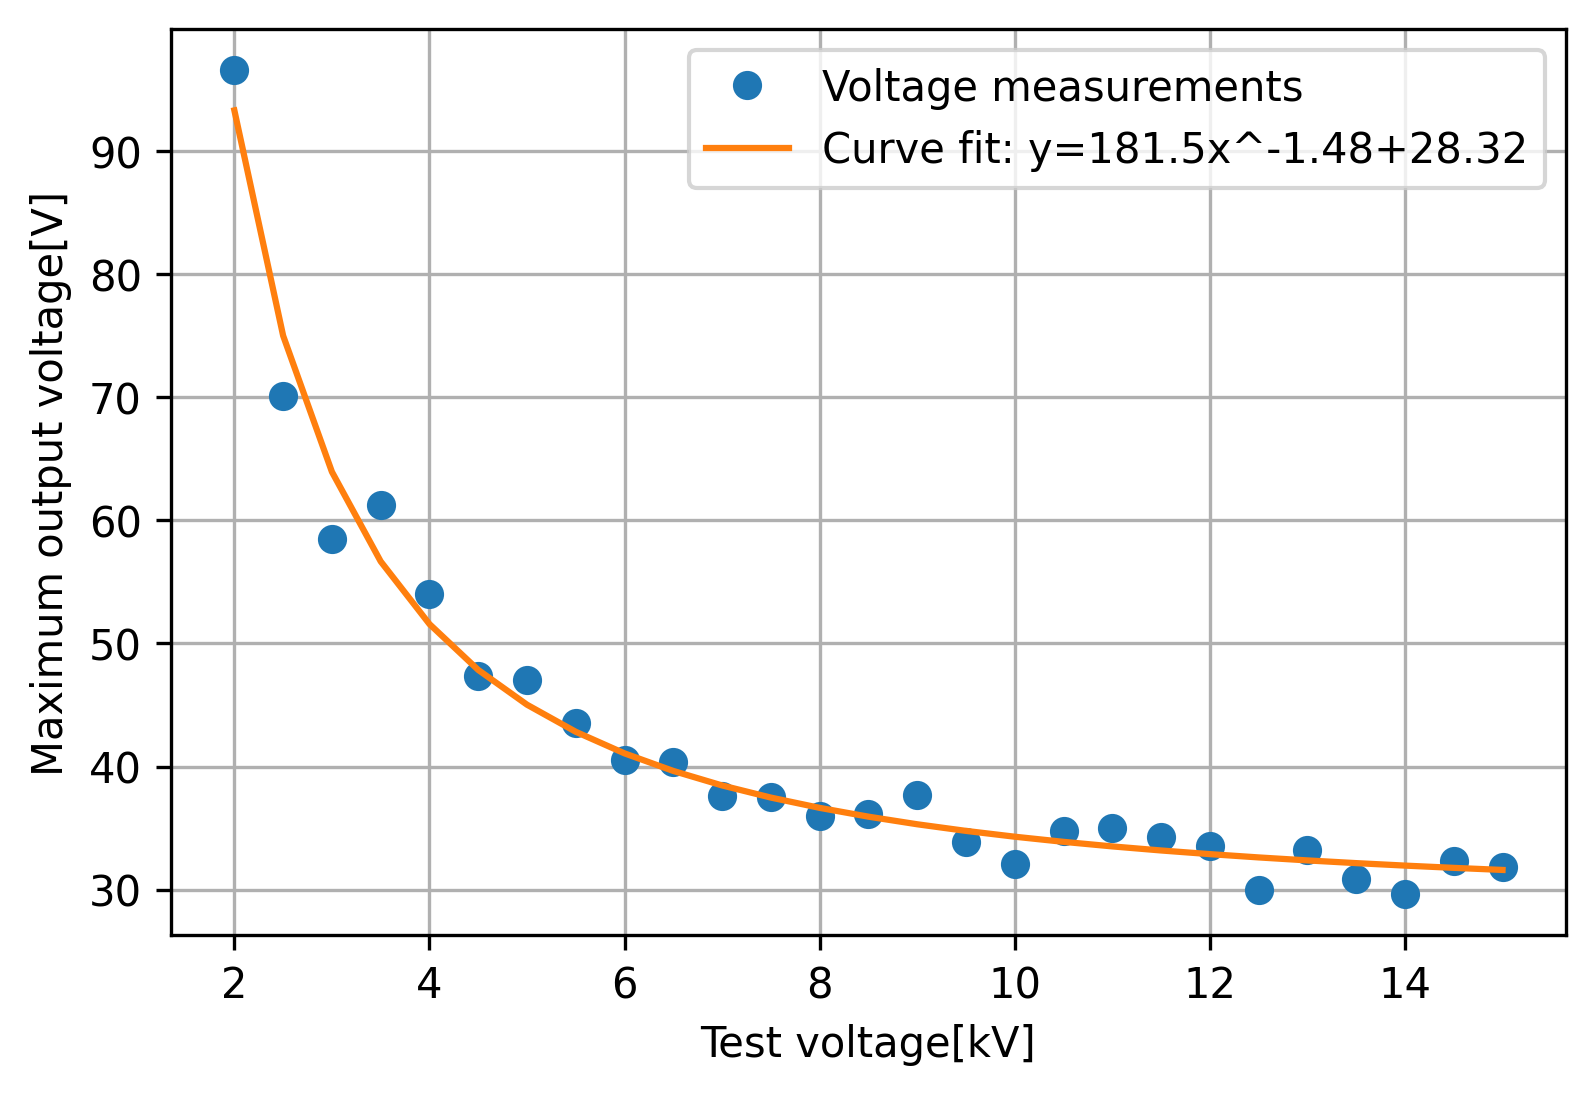 Voltage measurements
Curve fit: y=181.5x^-1.48+28.32
90
80
70
60
50
40
30
Maximum output voltage[V]
2 4 6 8 10 12 14
Test voltage[kV]